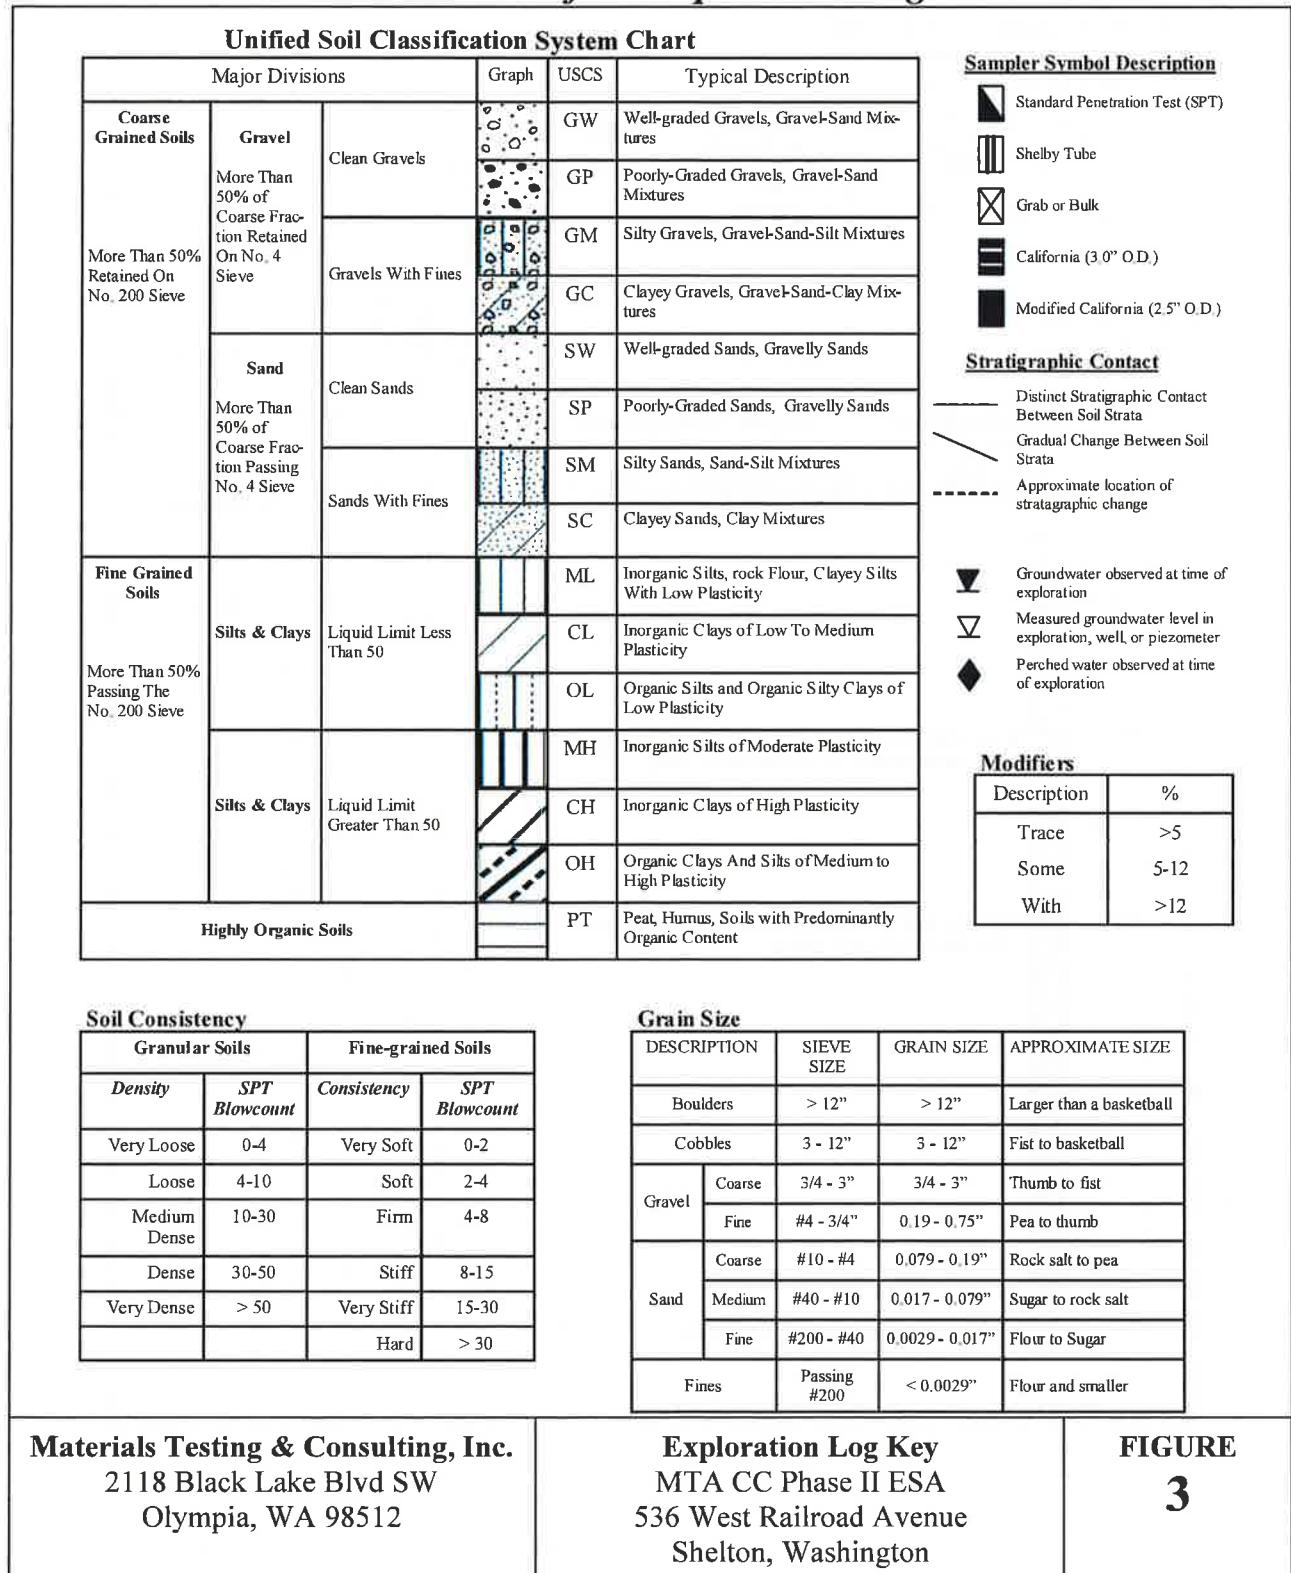 Unified Soil Classification System Chart
Major Divisions
Graph
USCS
Typical Description
Coarse
Grained Soils
More Than 50%
Retained On
No. 200 Sieve
Gravel
More Than
50% of
Coarse Frac-
tion Retained
On No. 4
Sieve
Clean Gravels
GW
Well-graded Gravels, Gravel-Sand Mix-
tures
GP
Poorly-Graded Gravels, Gravel-Sand
Mixtures
Gravels With Fines
GM
Silty Gravels, Gravel-Sand-Silt Mixtures
GC
Clayey Gravels, Gravel-Sand-Clay Mix-
tures
Sand
More Than
50% of
Coarse Frac-
tion Passing
No. 4 Sieve
Clean Sands
SW
Well-graded Sands, Gravelly Sands
SP
Poorly-Graded Sands, Gravelly Sands
Sands With Fines
SM
Silty Sands, Sand-Silt Mixtures
SC
Clayey Sands, Clay Mixtures
Fine Grained
Soils
More Than 50%
Passing The
No. 200 Sieve
Silts & Clays
Liquid Limit Less
Than 50
ML
Inorganic Silts, rock Flour, Clayey Silts
With Low Plasticity
CL
Inorganic Clays of Low To Medium
Plasticity
OL
Organic Silts and Organic Silty Clays of
Low Plasticity
Silts & Clays
Liquid Limit
Greater Than 50
MH
Inorganic Silts of Moderate Plasticity
CH
Inorganic Clays of High Plasticity
OH
Organic Clays And Silts of Medium to
High Plasticity
Highly Organic Soils
PT
Peat, Humus, Soils with Predominantly
Organic Content
Sampler Symbol Description
Standard Penetration Test (SPT)
Shelby Tube
Grab or Bulk
California (3.0" O.D.)
Modified California (2.5" O.D.)
Stratigraphic Contact
Distinct Stratigraphic Contact
Between Soil Strata
Gradual Change Between Soil
Strata
Approximate location of
stratagraphic change
Groundwater observed at time of
exploration
Measured groundwater level in
exploration, well, or piezometer
Perched water observed at time
of exploration
Modifiers
Description %
Trace >5
Some 5-12
With >12
Soil Consistency
Granular Soils Fine-grained Soils
Density SPT Blowcount Consistency SPT Blowcount
Very Loose 0-4 Very Soft 0-2
Loose 4-10 Soft 2-4
Medium Dense 10-30 Firm 4-8
Dense 30-50 Stiff 8-15
Very Dense > 50 Very Stiff 15-30
Hard > 30
Grain Size
DESCRIPTION SIEVE SIZE GRAIN SIZE APPROXIMATE SIZE
Boulders > 12" > 12" Larger than a basketball
Cobbles 3 - 12" 3 - 12" Fist to basketball
Gravel
Coarse 3/4 - 3" 3/4 - 3" Thumb to fist
Fine #4 - 3/4" 0.19 - 0.75" Pea to thumb
Sand
Coarse #10 - #4 0.079 - 0.19" Rock salt to pea
Medium #40 - #10 0.017 - 0.079" Sugar to rock salt
Fine #200 - #40 0.0029 - 0.017" Flour to Sugar
Fines Passing #200 < 0.0029" Flour and smaller
Materials Testing & Consulting, Inc.
2118 Black Lake Blvd SW
Olympia, WA 98512
Exploration Log Key
MTA CC Phase II ESA
536 West Railroad Avenue
Shelton, Washington
FIGURE
3